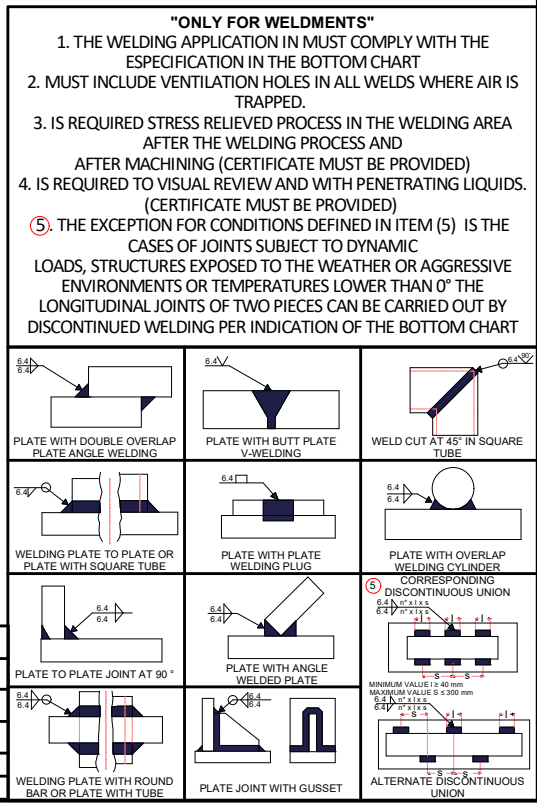 "ONLY FOR WELDMENTS"
1. THE WELDING APPLICATION IN MUST COMPLY WITH THE
ESPECIFICATION IN THE BOTTOM CHART
2. MUST INCLUDE VENTILATION HOLES IN ALL WELDS WHERE AIR IS
TRAPPED.
3. IS REQUIRED STRESS RELIEVED PROCESS IN THE WELDING AREA
AFTER THE WELDING PROCESS AND
AFTER MACHINING (CERTIFICATE MUST BE PROVIDED)
4. IS REQUIRED TO VISUAL REVIEW AND WITH PENETRATING LIQUIDS.
(CERTIFICATE MUST BE PROVIDED)
5. THE EXCEPTION FOR CONDITIONS DEFINED IN ITEM (5) IS THE
CASES OF JOINTS SUBJECT TO DYNAMIC
LOADS, STRUCTURES EXPOSED TO THE WEATHER OR AGGRESSIVE
ENVIRONMENTS OR TEMPERATURES LOWER THAN 0° THE
LONGITUDINAL JOINTS OF TWO PIECES CAN BE CARRIED OUT BY
DISCONTINUED WELDING PER INDICATION OF THE BOTTOM CHART
6.4
6.4
PLATE WITH DOUBLE OVERLAP
PLATE ANGLE WELDING
6.4
PLATE WITH BUTT PLATE
V-WELDING
6.4 90°
WELD CUT AT 45° IN SQUARE
TUBE
6.4
WELDING PLATE TO PLATE OR
PLATE WITH SQUARE TUBE
6.4
PLATE WITH PLATE
WELDING PLUG
6.4
6.4
PLATE WITH OVERLAP
WELDING CYLINDER
6.4
6.4
PLATE TO PLATE JOINT AT 90 °
6.4
6.4
PLATE WITH ANGLE
WELDED PLATE
5 CORRESPONDING
DISCONTINUOUS UNION
6.4 n° x l x s
6.4 n° x l x s
l l l
S S
MINIMUM VALUE l ≥ 40 mm
MAXIMUM VALUE S ≤ 300 mm
6.4 n° x l x s
6.4 n° x l x s
S l l
S S
ALTERNATE DISCONTINUOUS
UNION
6.4
6.4
WELDING PLATE WITH ROUND
BAR OR PLATE WITH TUBE
6.4
6.4
PLATE JOINT WITH GUSSET